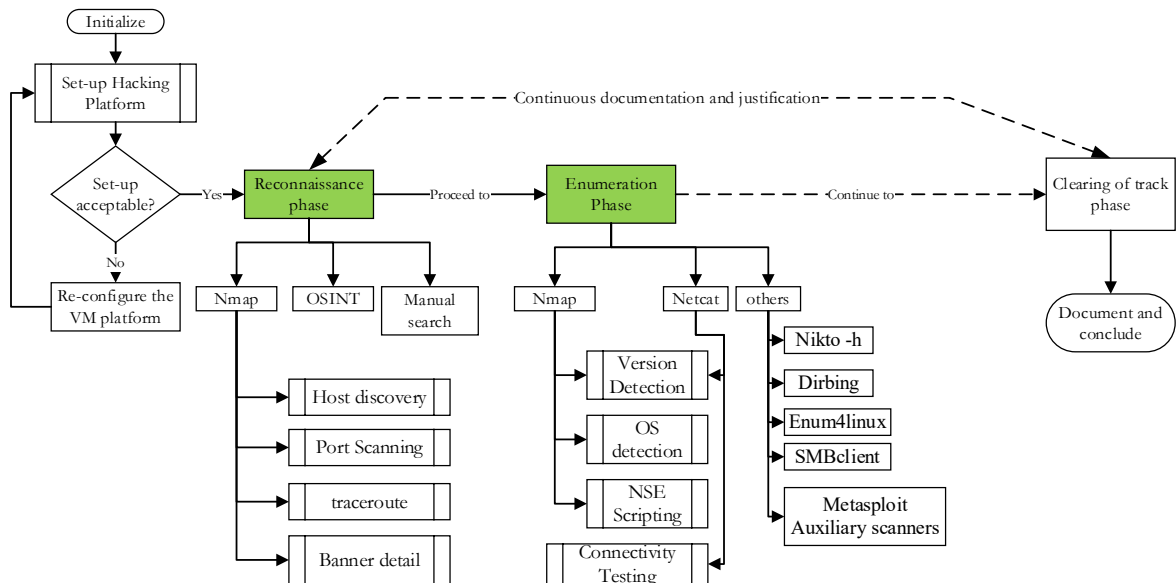 Initialize
Set-up Hacking
Platform
Continuous documentation and justification
Set-up
acceptable?
Yes
Reconnaissance
phase
Proceed to
Enumeration
Phase
Continue to
Clearing of track
phase
No
Re-configure the
VM platform
Nmap
OSINT
Manual
search
Nmap
Netcat
others
Document and
conclude
Host discovery
Port Scanning
traceroute
Banner detail
Version
Detection
OS
detection
NSE
Scripting
Connectivity
Testing
Nikto -h
Dirbing
Enum4linux
SMBclient
Metasploit
Auxiliary scanners